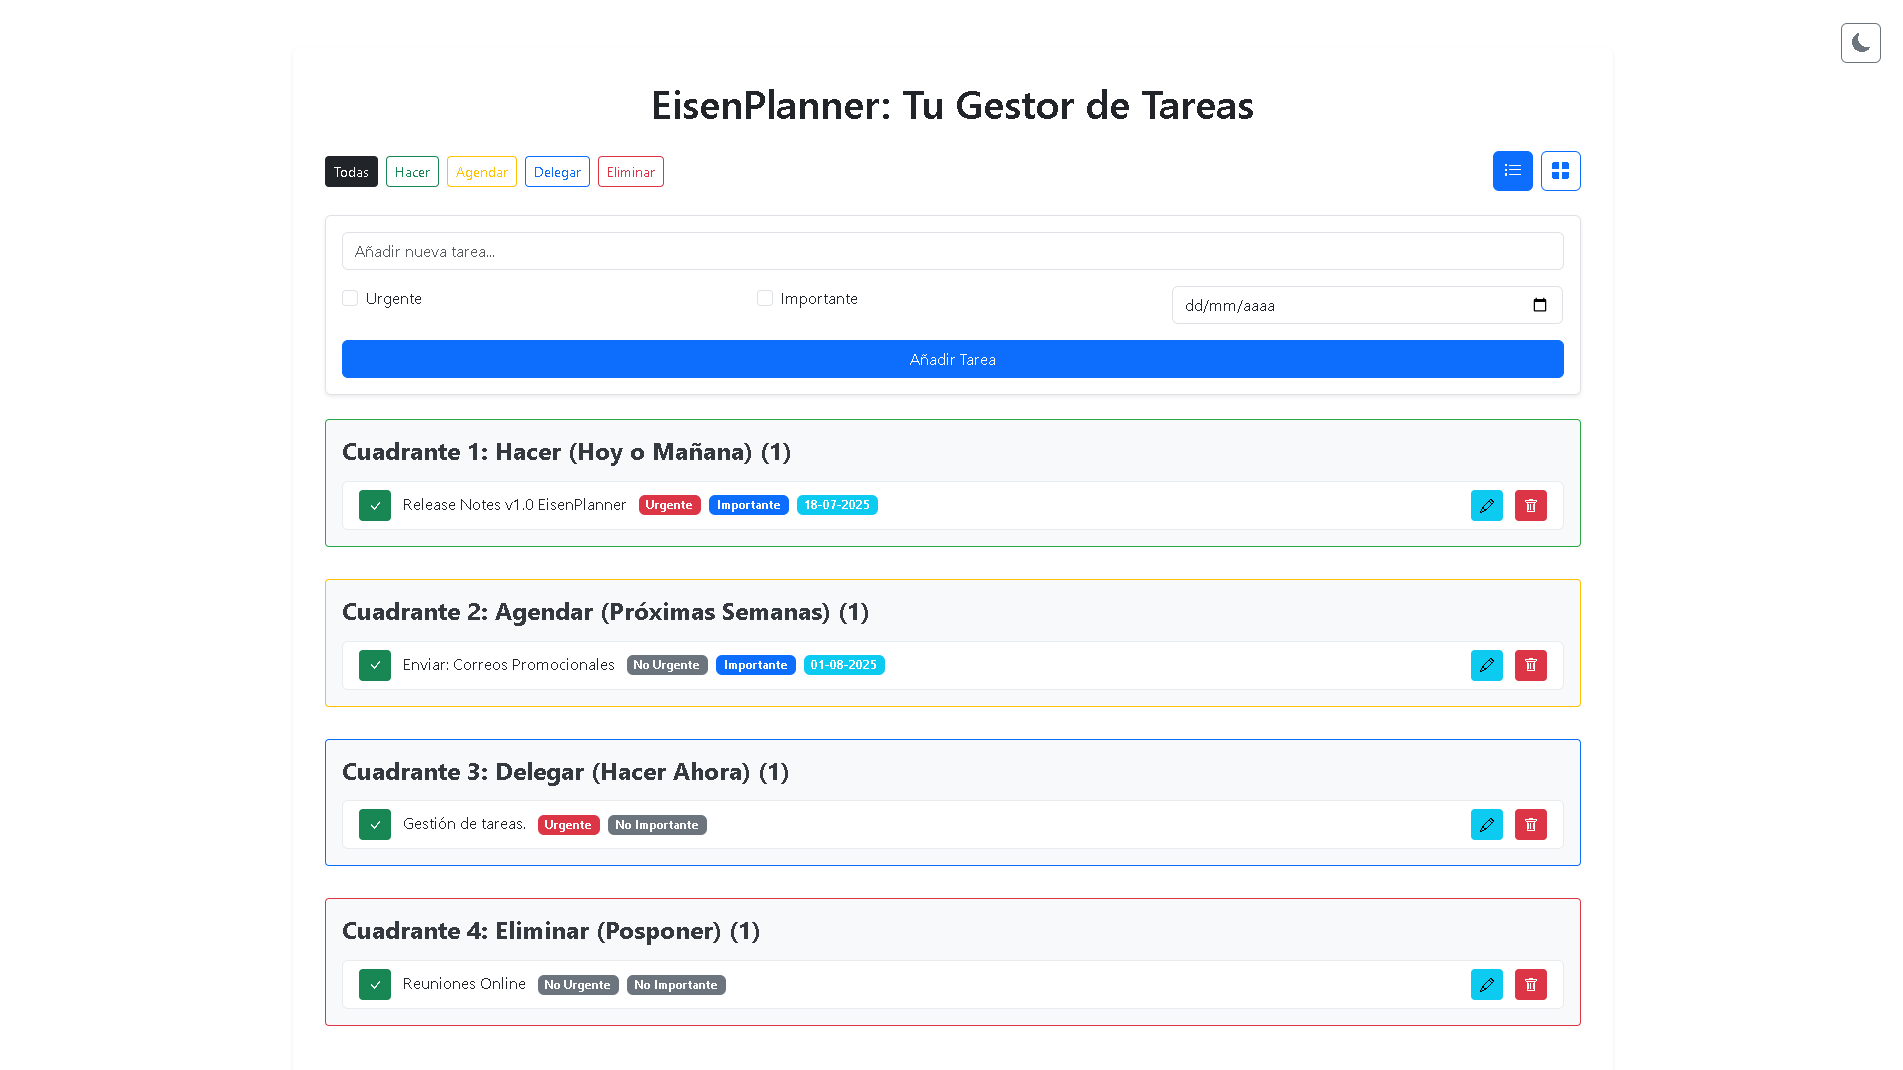 EisenPlanner: Tu Gestor de Tareas
Todas Hacer Agendar Delegar Eliminar
Añadir nueva tarea...
Urgente Importante dd/mm/aaaa
Añadir Tarea
Cuadrante 1: Hacer (Hoy o Mañana) (1)
Release Notes v1.0 EisenPlanner Urgente Importante 18-07-2025
Cuadrante 2: Agendar (Próximas Semanas) (1)
Enviar: Correos Promocionales No Urgente Importante 01-08-2025
Cuadrante 3: Delegar (Hacer Ahora) (1)
Gestión de tareas. Urgente No Importante
Cuadrante 4: Eliminar (Posponer) (1)
Reuniones Online No Urgente No Importante